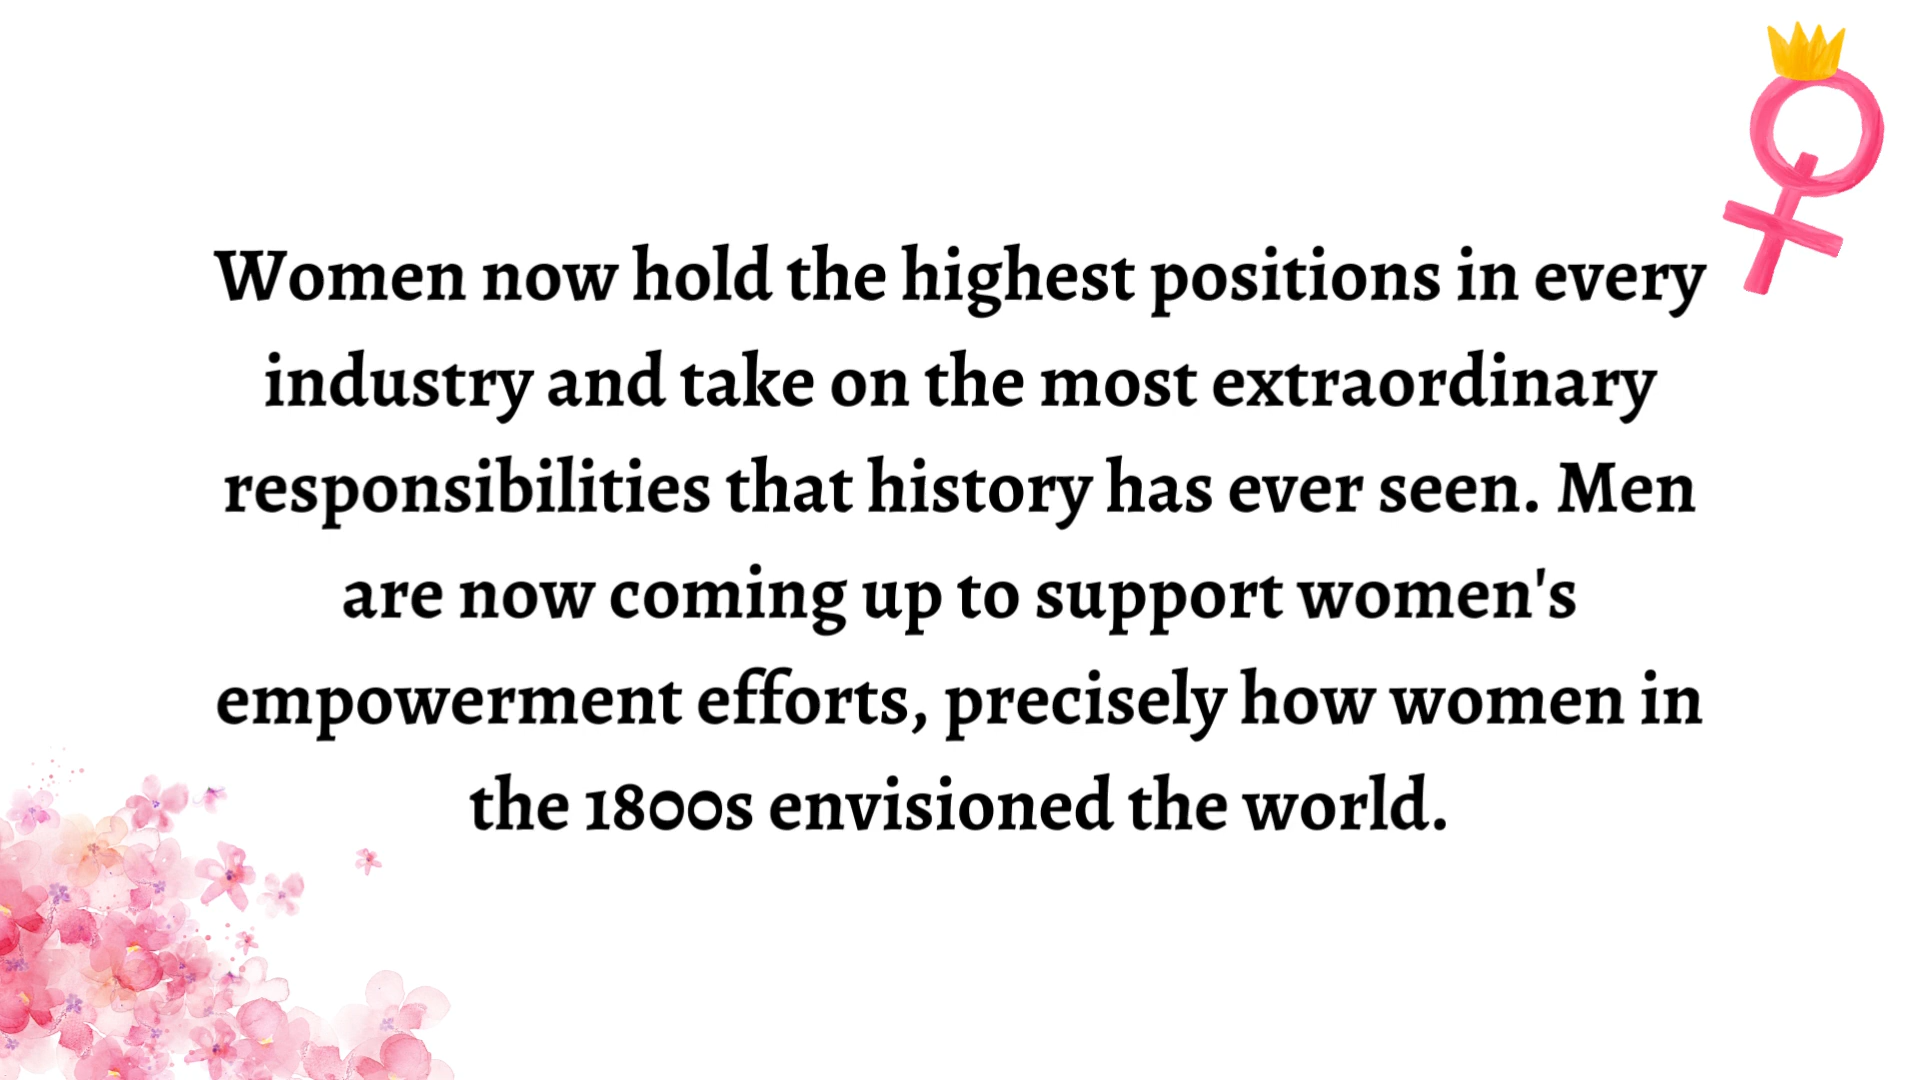 Women now hold the highest positions in every
industry and take on the most extraordinary
responsibilities that history has ever seen. Men
are now coming up to support women's
empowerment efforts, precisely how women in
the 1800s envisioned the world.